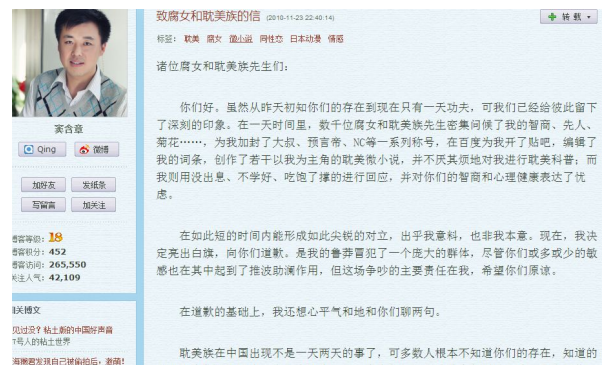 致腐女和耽美族的信 (2010-11-23 22:40:14)
转载
标签: 耽美 腐女 微小说 同性恋 日本动漫 情感
诸位腐女和耽美族先生们:
你们好。虽然从昨天初知你们的存在到现在只有一天功夫,可我们已经给彼此留下
了深刻的印象。在一天时间里,数千位腐女和耽美族先生密集问候了我的智商、先人、
菊花……,为我加封了大叔、预言帝、NC等一系列称号,在百度为我开了贴吧,编辑了
我的词条,创作了若干以我为主角的耽美微小说,并不厌其烦地对我进行耽美科普;而
我则用没出息、不学好、吃饱了撑的进行回应,并对你们的智商和心理健康表达了忧
虑。
在如此短的时间内能形成如此尖锐的对立,出乎我意料,也非我本意。现在,我决
定亮出白旗,向你们道歉。是我的鲁莽冒犯了一个庞大的群体,尽管你们或多或少的敏
感也在其中起到了推波助澜作用,但这场争吵的主要责任在我,希望你们原谅。
在道歉的基础上,我还想心平气和地和你们聊两句。
耽美族在中国出现不是一天两天的事了,可多数人根本不知道你们的存在,知道的
窦含章
Qing 微博
加好友 发纸条
写留言 加关注
博客等级: 18
博客积分: 452
博客访问: 265,550
关注人气: 42,109
相关博文
见过没?粘土版的中国好声音
号人的粘土世界